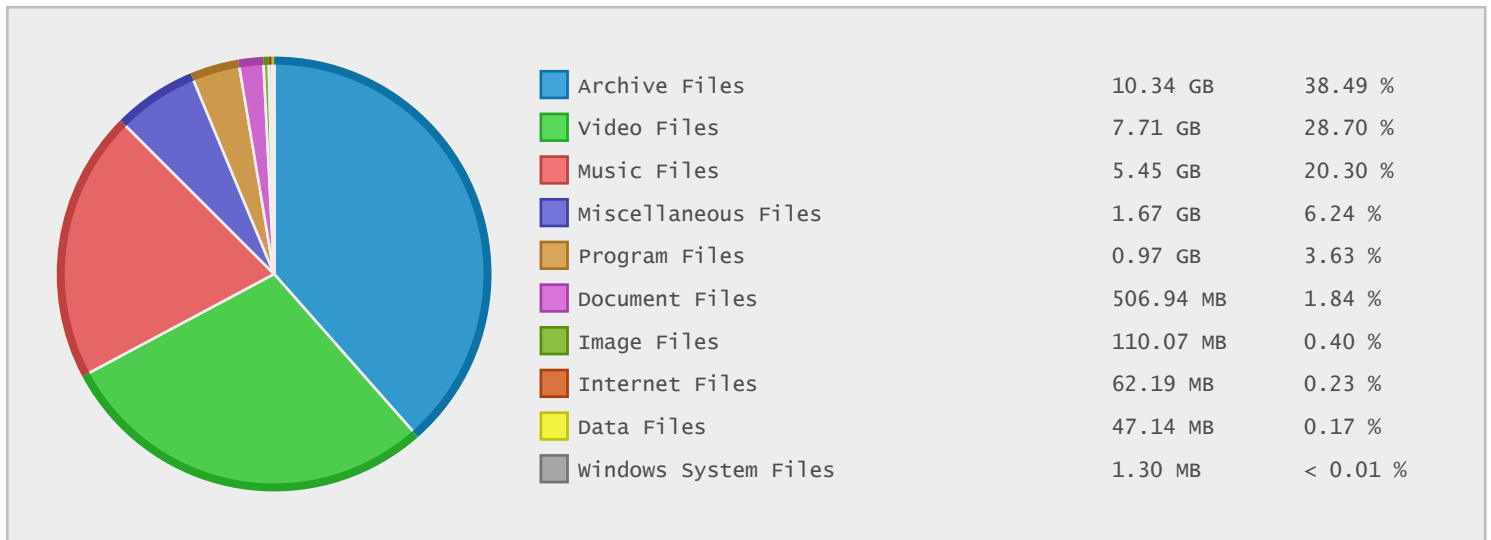 Archive Files 10.34 GB 38.49 %
Video Files 7.71 GB 28.70 %
Music Files 5.45 GB 20.30 %
Miscellaneous Files 1.67 GB 6.24 %
Program Files 0.97 GB 3.63 %
Document Files 506.94 MB 1.84 %
Image Files 110.07 MB 0.40 %
Internet Files 62.19 MB 0.23 %
Data Files 47.14 MB 0.17 %
Windows System Files 1.30 MB < 0.01 %